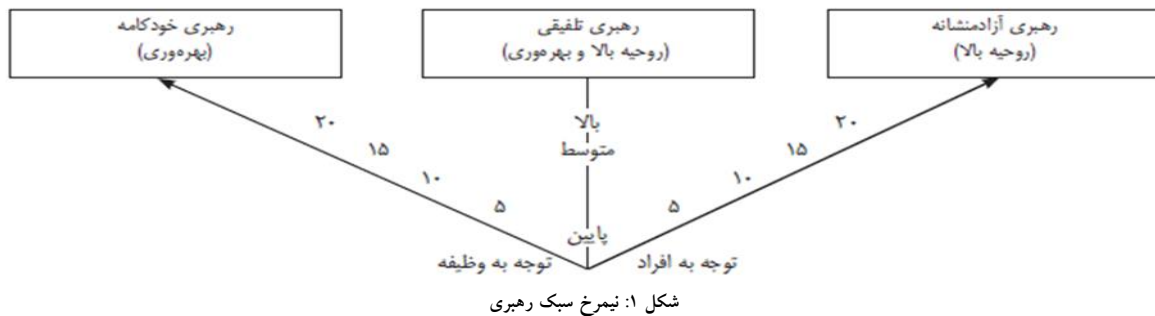 رهبری آزادمنشانه
(روحیه بالا)
رهبری تلفیقی
(روحیه بالا و بهره‌وری)
رهبری خودکامه
(بهره‌وری)
بالا
متوسط
پایین
۲۰
۱۵
۱۰
۵
۲۰
۱۵
۱۰
۵
توجه به افراد
توجه به وظیفه
شکل ۱: نیمرخ سبک رهبری